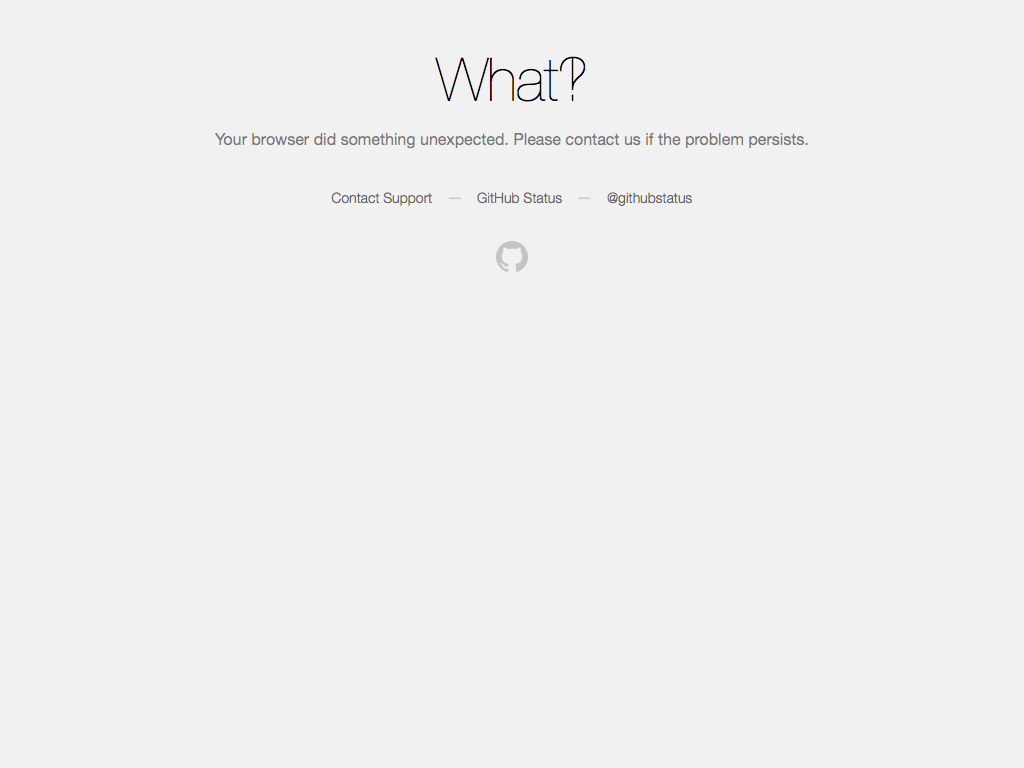 What‽
Your browser did something unexpected. Please contact us if the problem persists.
Contact Support — GitHub Status — @githubstatus